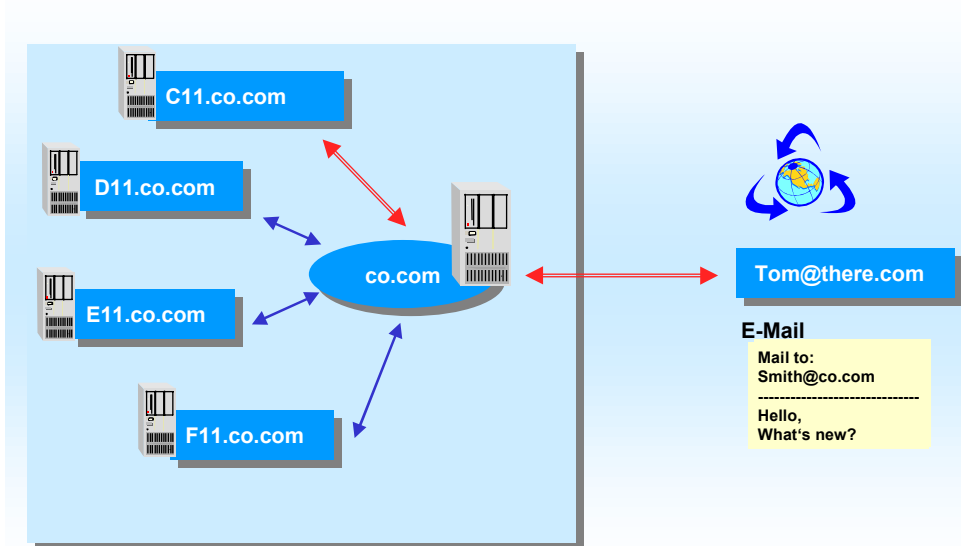 C11.co.com
D11.co.com
co.com
Tom@there.com
E11.co.com
E-Mail
Mail to:
Smith@co.com
-----------------------------
Hello,
What‘s new?
F11.co.com